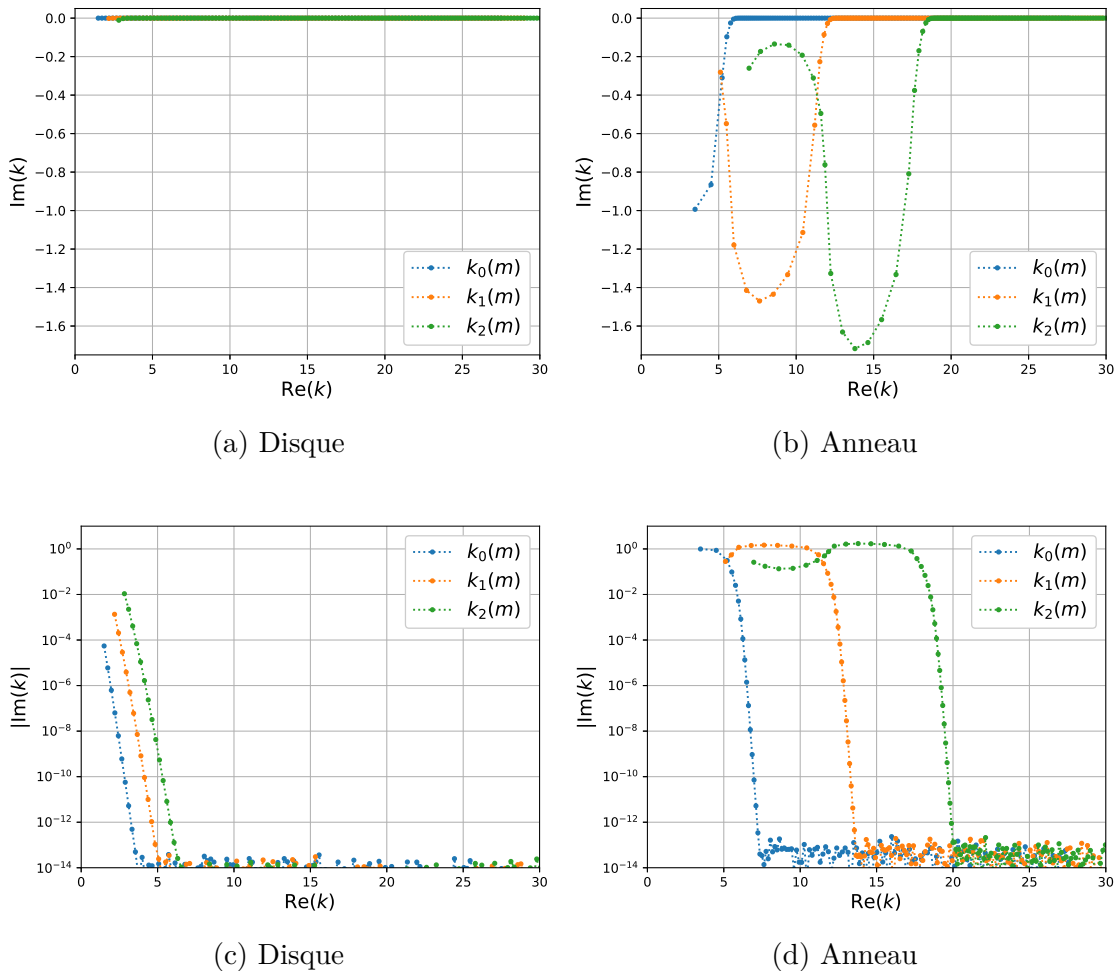 0.0
−0.2
−0.4
−0.6
−0.8
−1.0
−1.2
−1.4
−1.6
Im(k)
0 5 10 15 20 25 30
Re(k)
k₀(m)
k₁(m)
k₂(m)
(a) Disque
0.0
−0.2
−0.4
−0.6
−0.8
−1.0
−1.2
−1.4
−1.6
Im(k)
0 5 10 15 20 25 30
Re(k)
k₀(m)
k₁(m)
k₂(m)
(b) Anneau
10⁰
10⁻²
10⁻⁴
10⁻⁶
10⁻⁸
10⁻¹⁰
10⁻¹²
10⁻¹⁴
|Im(k)|
0 5 10 15 20 25 30
Re(k)
k₀(m)
k₁(m)
k₂(m)
(c) Disque
10⁰
10⁻²
10⁻⁴
10⁻⁶
10⁻⁸
10⁻¹⁰
10⁻¹²
10⁻¹⁴
|Im(k)|
0 5 10 15 20 25 30
Re(k)
k₀(m)
k₁(m)
k₂(m)
(d) Anneau